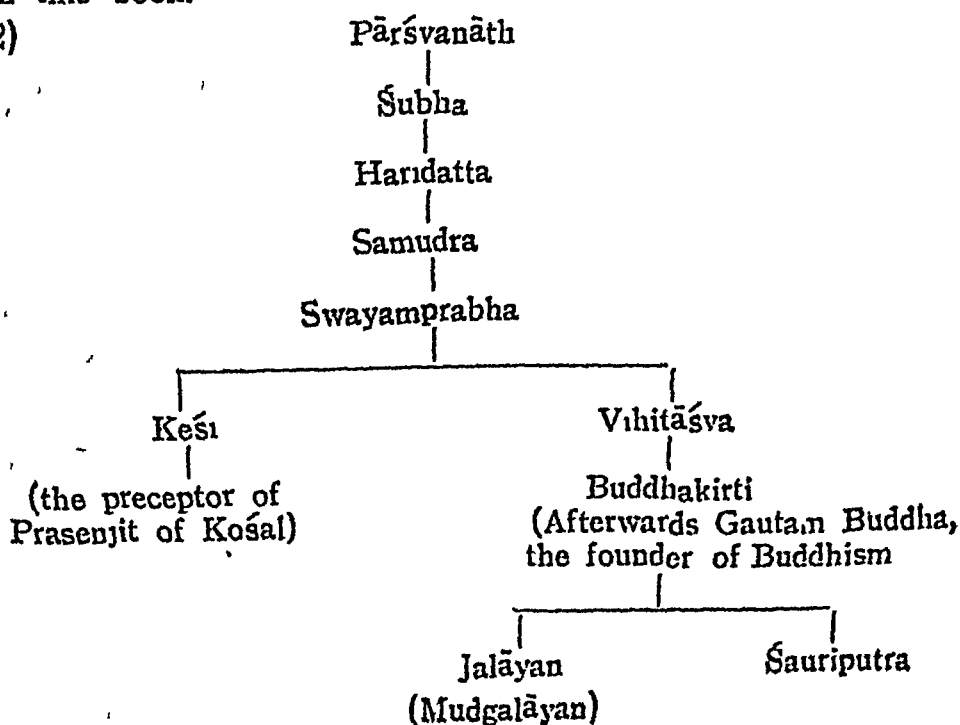 2)
Pārśvanāth
Śubha
Haridatta
Samudra
Swayamprabha
Keśi
Vihitāśva
(the preceptor of
Prasenjit of Kośal)
Buddhakirti
(Afterwards Gautam Buddha,
the founder of Buddhism
Jalāyan
Śauriputra
(Mudgalāyan)